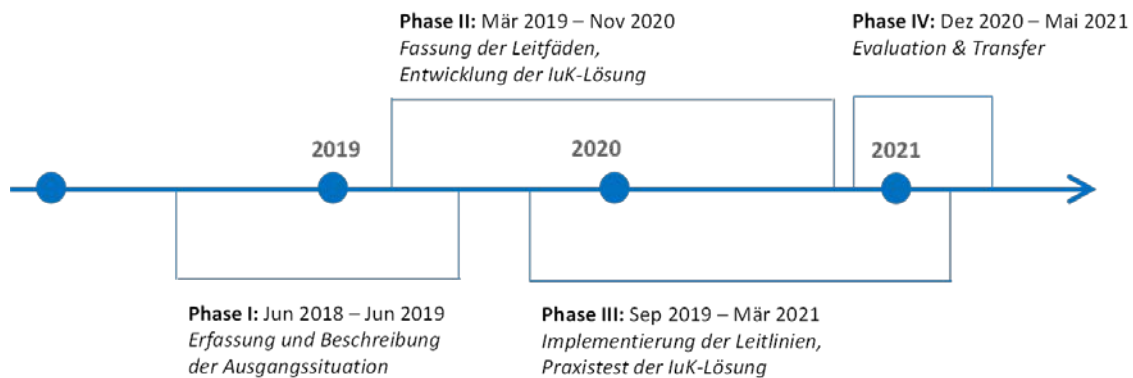 Phase II: Mär 2019 – Nov 2020
Fassung der Leitfäden,
Entwicklung der IuK-Lösung
Phase IV: Dez 2020 – Mai 2021
Evaluation & Transfer
2019
2020
2021
Phase I: Jun 2018 – Jun 2019
Erfassung und Beschreibung
der Ausgangssituation
Phase III: Sep 2019 – Mär 2021
Implementierung der Leitlinien,
Praxistest der IuK-Lösung